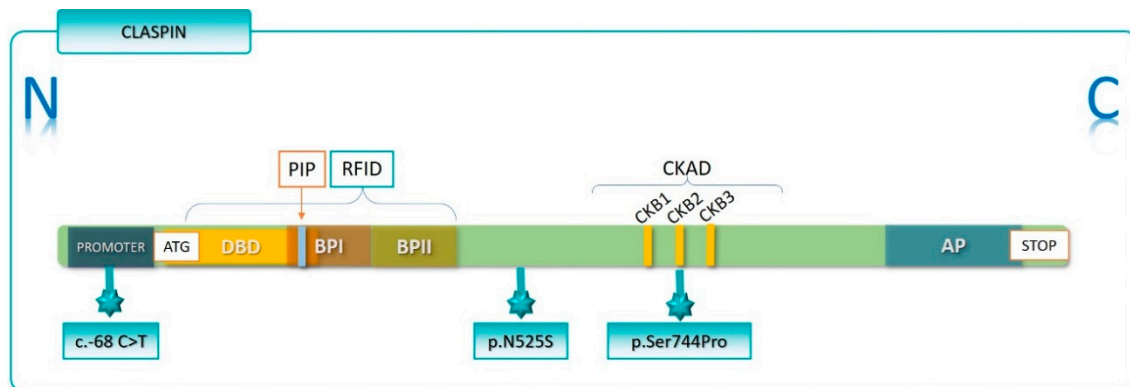 CLASPIN
N
C
PIP
RFID
CKAD
CKB1
CKB2
CKB3
PROMOTER
ATG
DBD
BPI
BPII
AP
STOP
c.-68 C>T
p.N525S
p.Ser744Pro